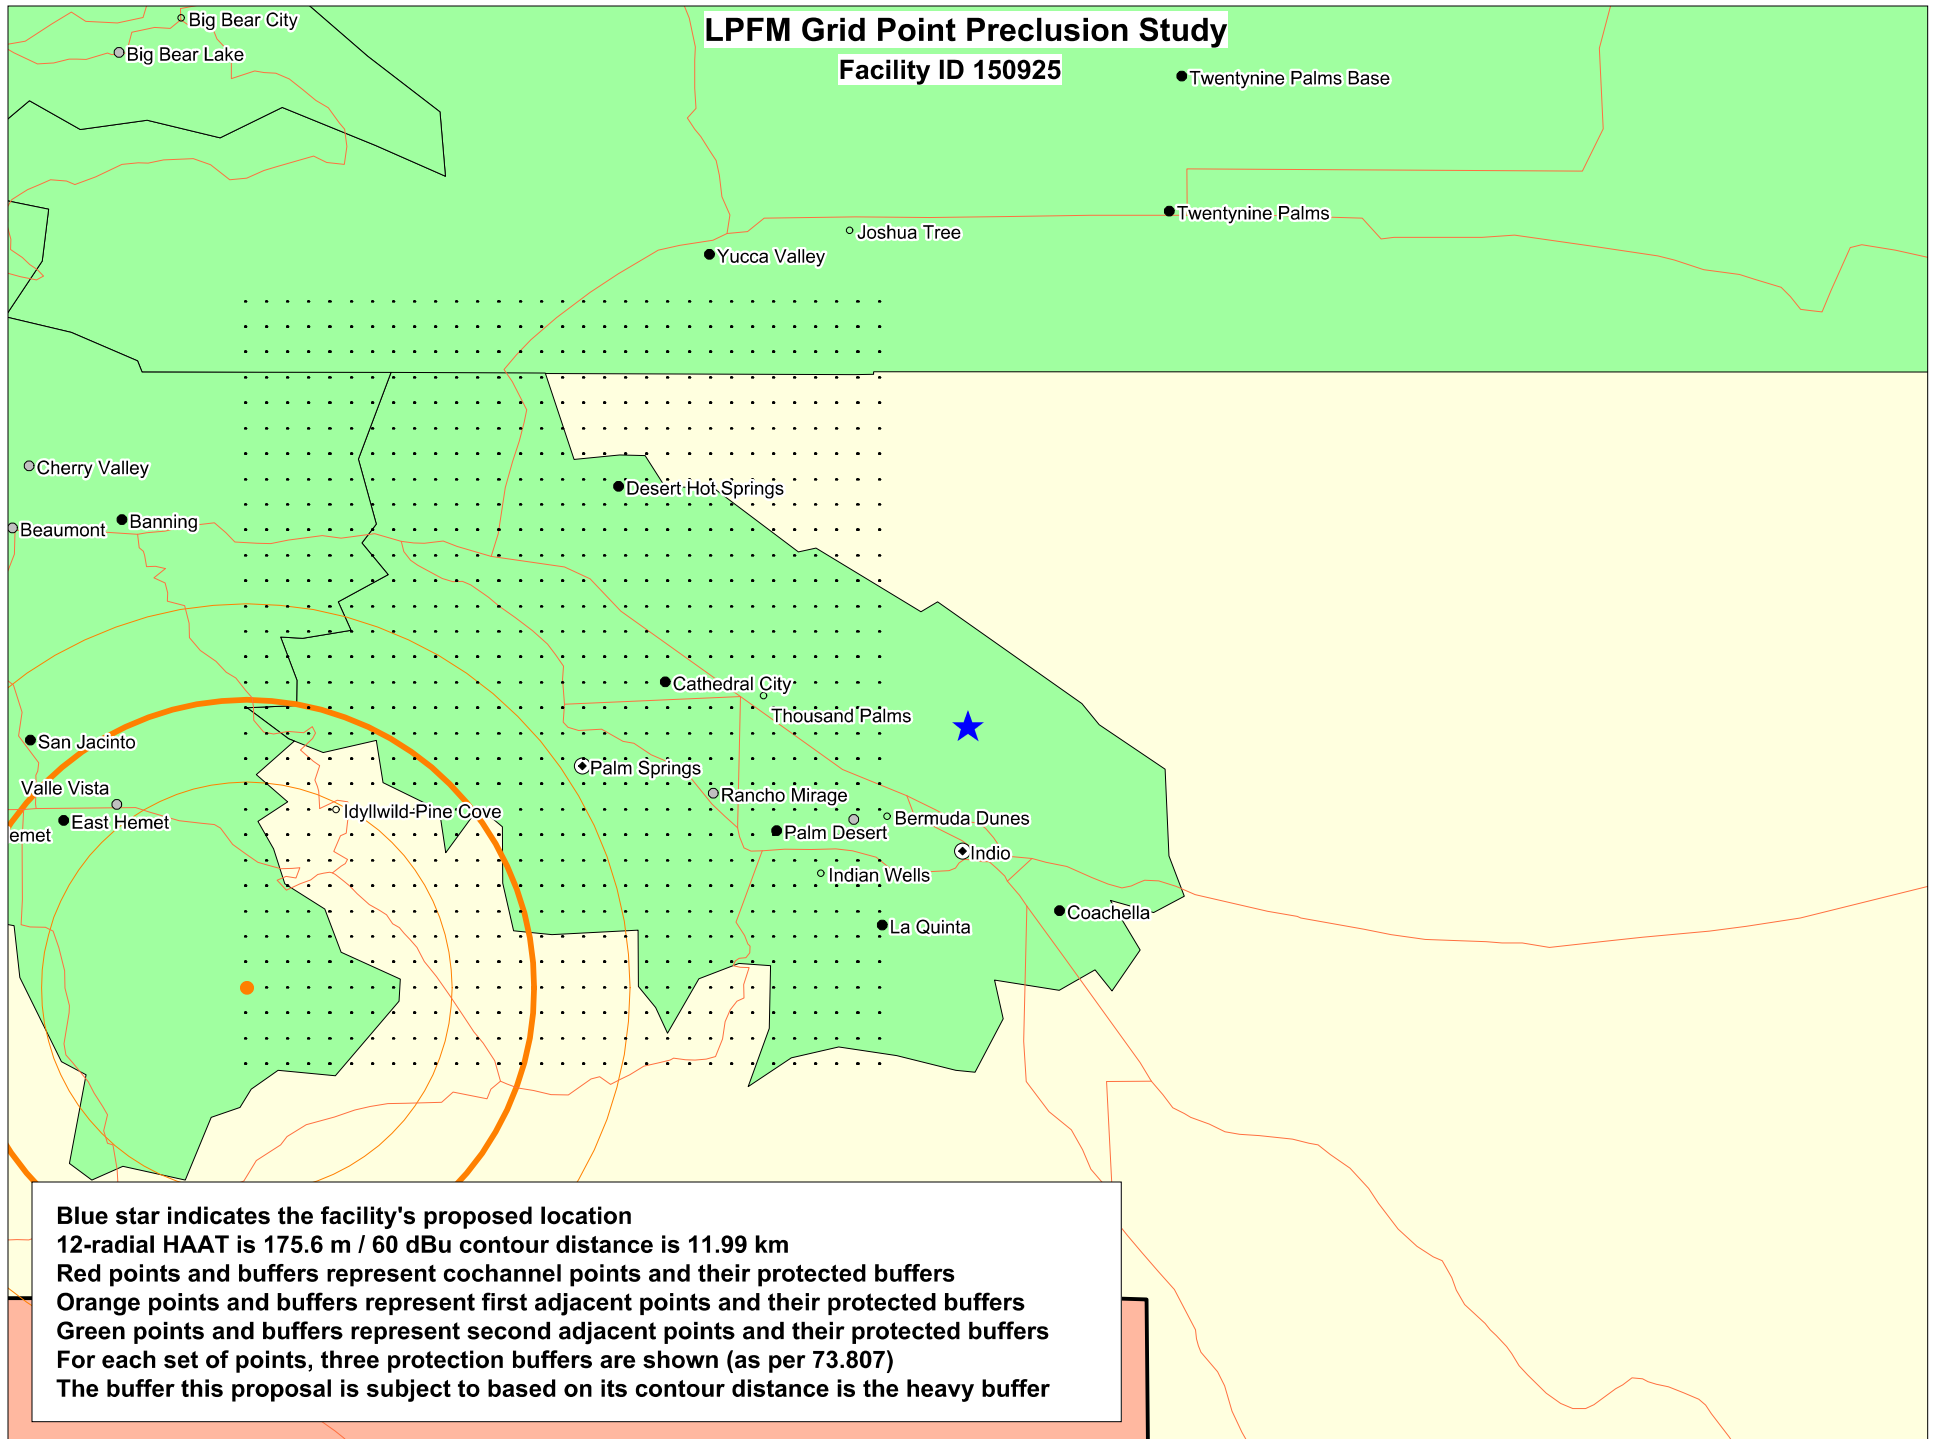 LPFM Grid Point Preclusion Study
Facility ID 150925
Big Bear City
Big Bear Lake
Twentynine Palms Base
Twentynine Palms
Joshua Tree
Yucca Valley
Cherry Valley
Desert Hot Springs
Banning
Beaumont
Cathedral City
Thousand Palms
San Jacinto
Palm Springs
Valle Vista
Rancho Mirage
Idyllwild-Pine Cove
Bermuda Dunes
East Hemet
emet
Palm Desert
Indio
Indian Wells
Coachella
La Quinta
Blue star indicates the facility's proposed location
12-radial HAAT is 175.6 m / 60 dBu contour distance is 11.99 km
Red points and buffers represent cochannel points and their protected buffers
Orange points and buffers represent first adjacent points and their protected buffers
Green points and buffers represent second adjacent points and their protected buffers
For each set of points, three protection buffers are shown (as per 73.807)
The buffer this proposal is subject to based on its contour distance is the heavy buffer